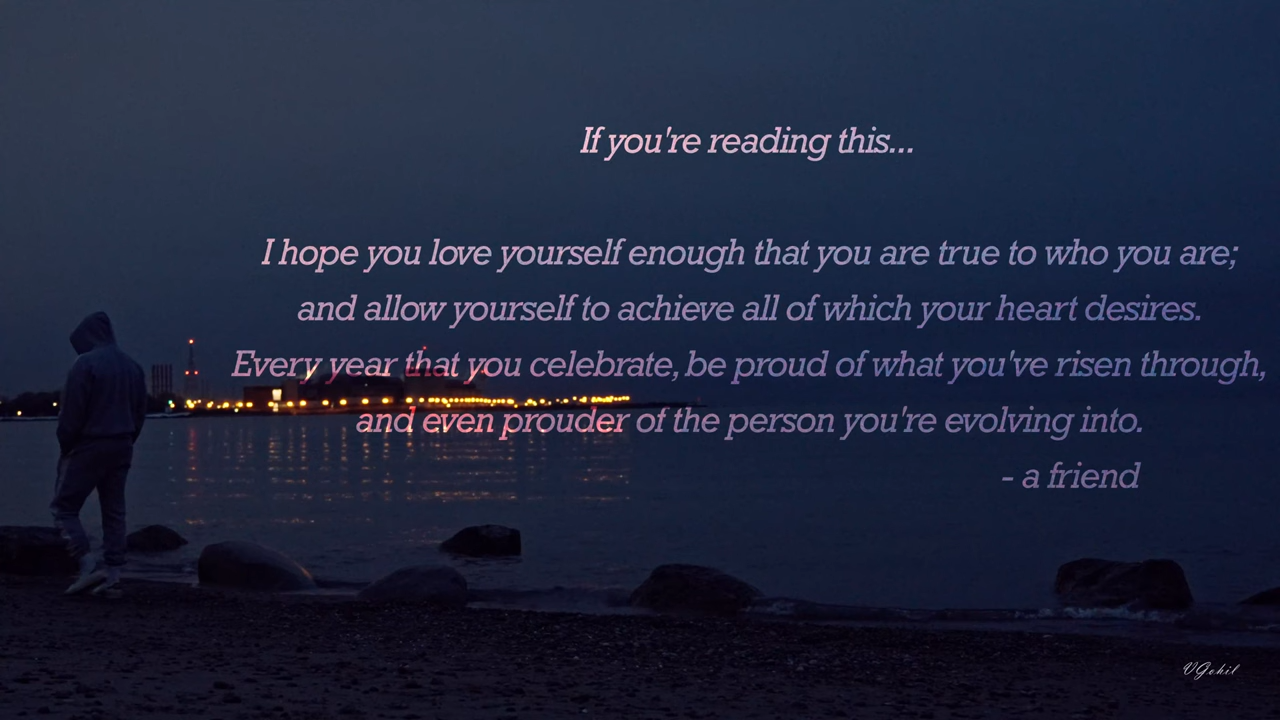 If you're reading this...
I hope you love yourself enough that you are true to who you are;
and allow yourself to achieve all of which your heart desires.
Every year that you celebrate, be proud of what you've risen through,
and even prouder of the person you're evolving into.
- a friend
VGohil